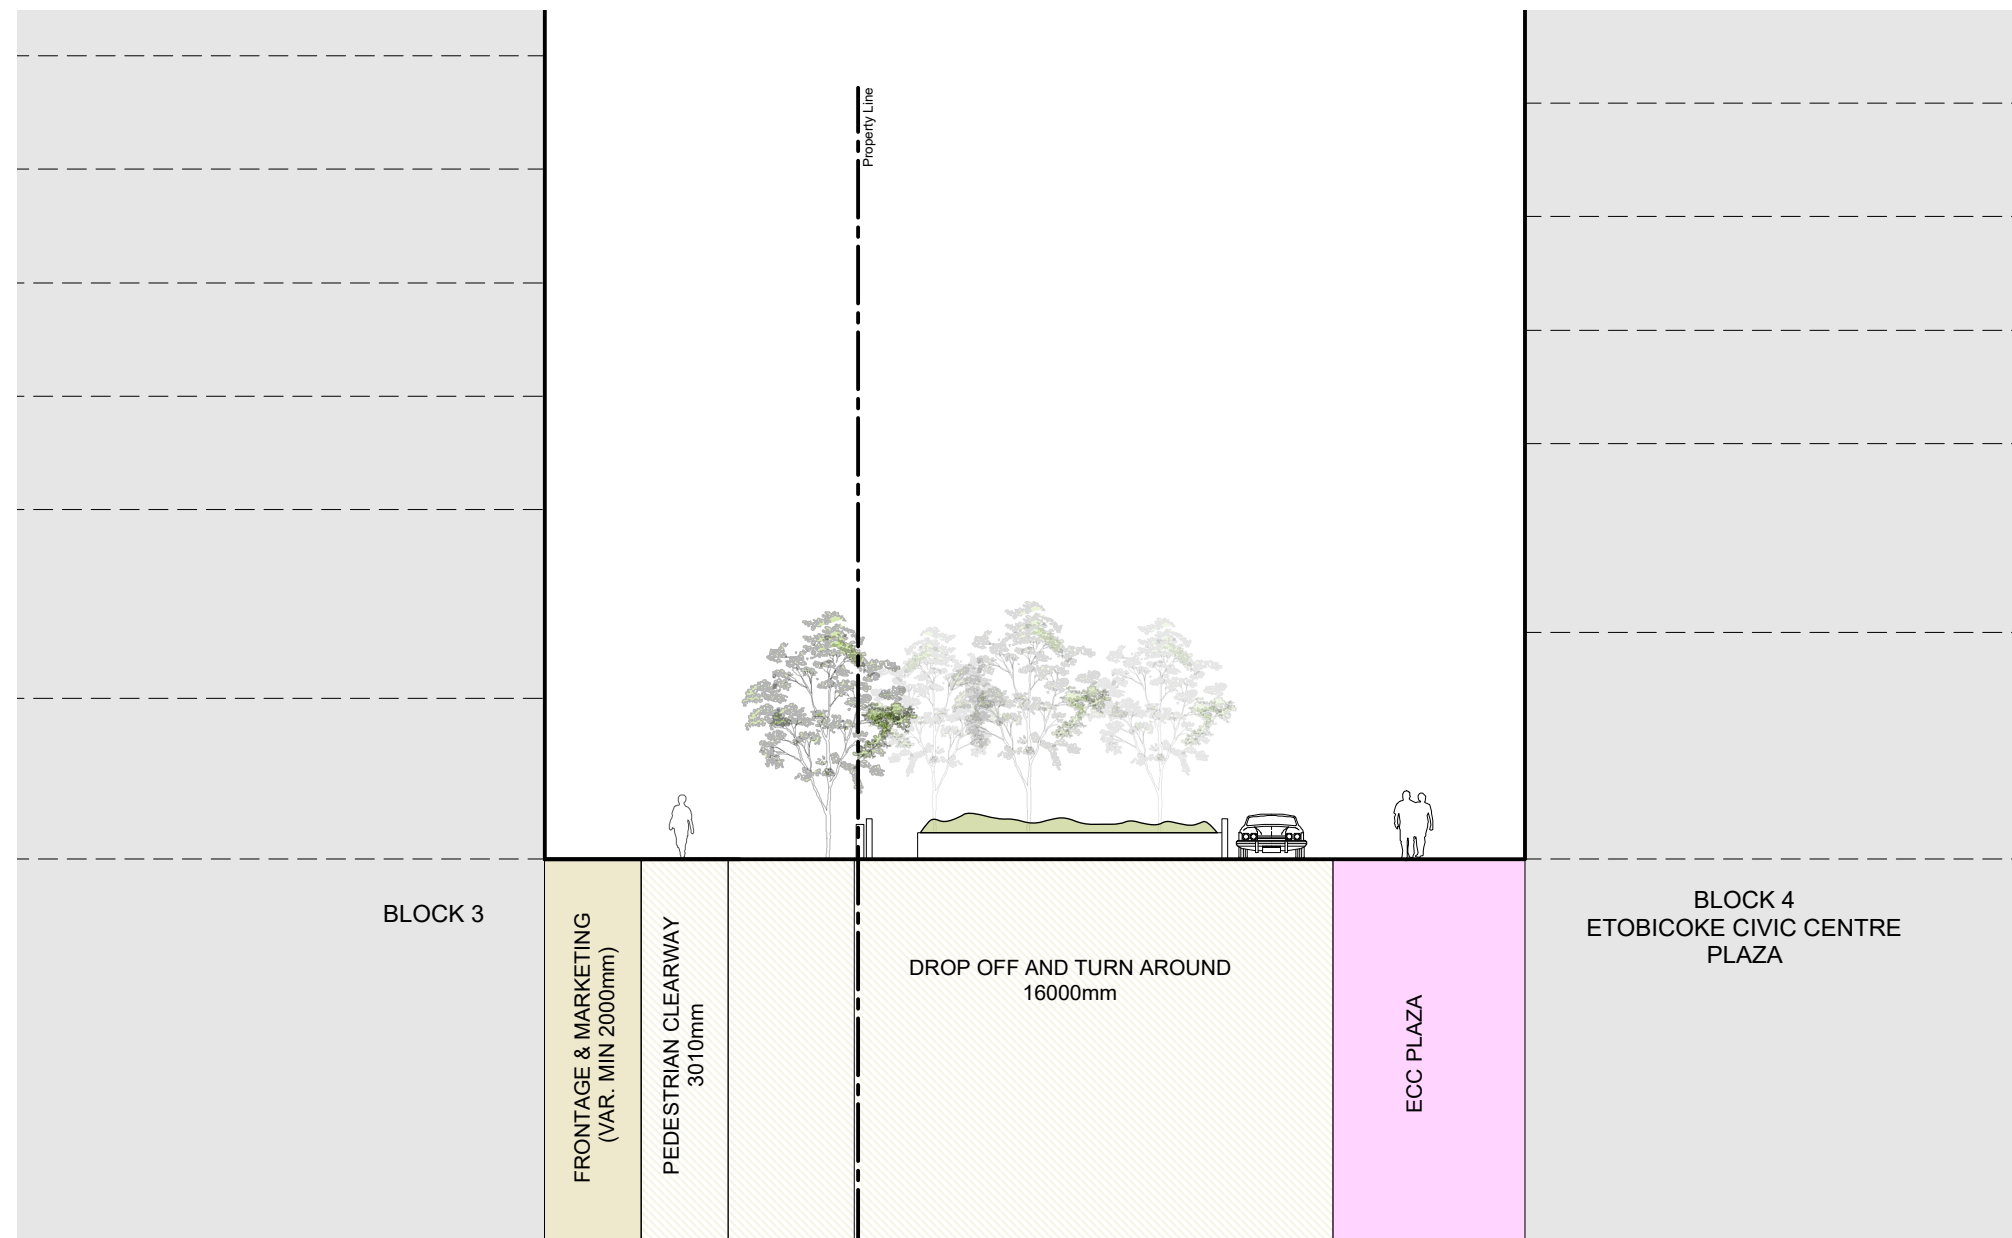 Property Line
BLOCK 3
FRONTAGE & MARKETING
(VAR. MIN 2000mm)
PEDESTRIAN CLEARWAY
3010mm
DROP OFF AND TURN AROUND
16000mm
ECC PLAZA
BLOCK 4
ETOBICOKE CIVIC CENTRE
PLAZA